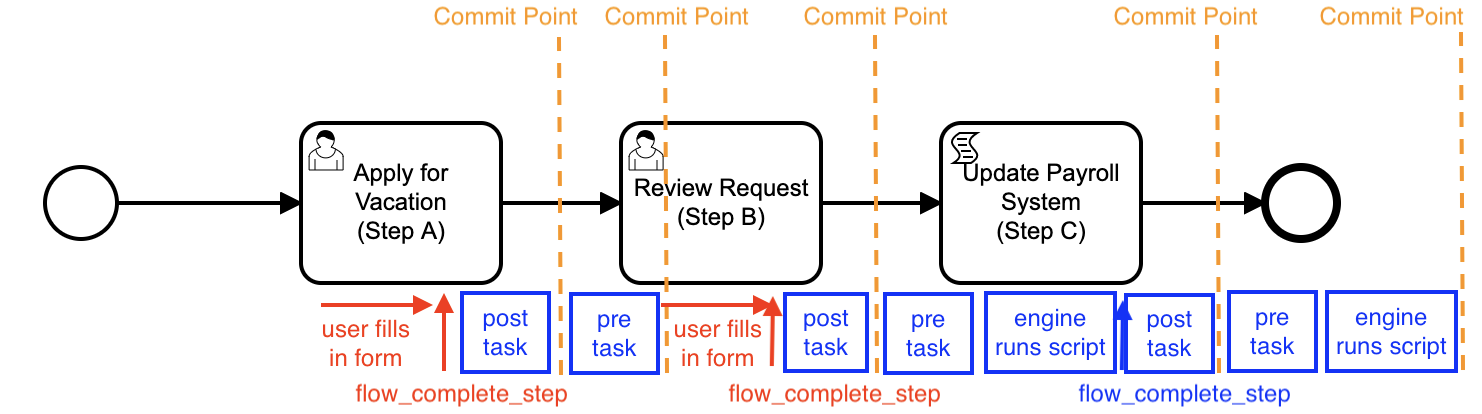 Commit Point
Commit Point
Commit Point
Commit Point
Commit Point
Apply for
Vacation
(Step A)
Review Request
(Step B)
Update Payroll
System
(Step C)
user fills
in form
post
task
pre
task
user fills
in form
post
task
pre
task
engine
runs script
post
task
pre
task
engine
runs script
flow_complete_step
flow_complete_step
flow_complete_step